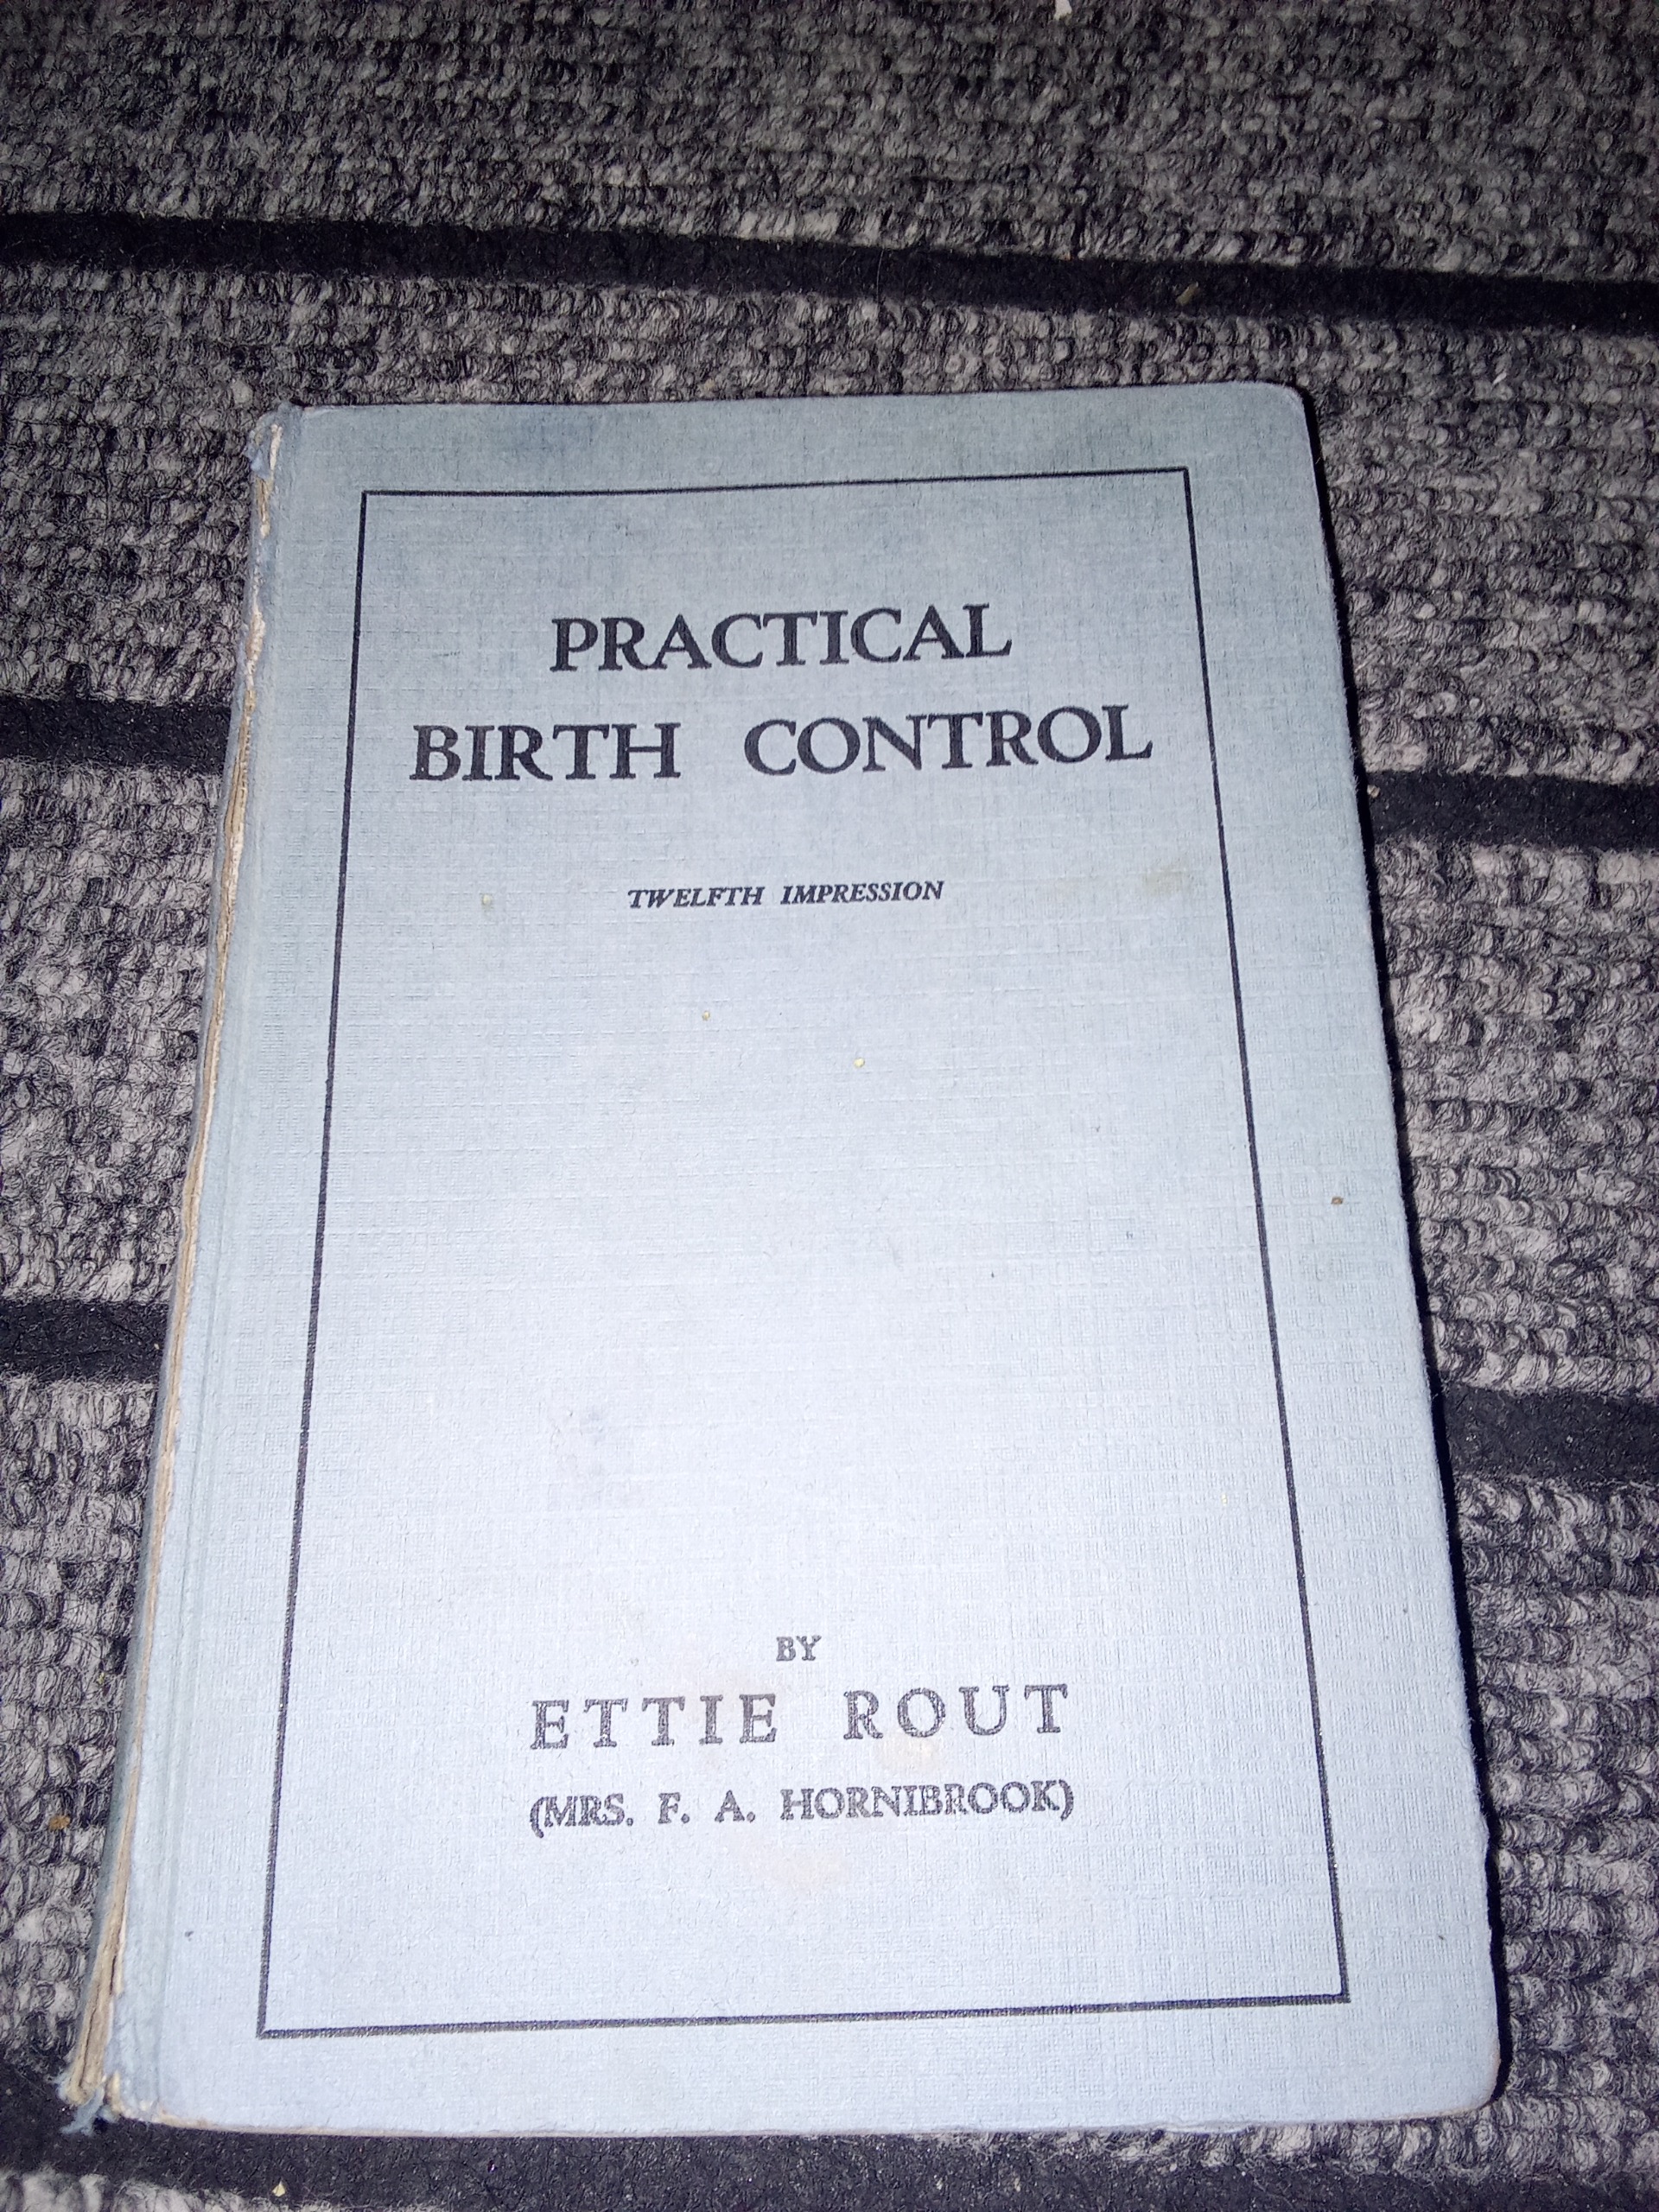 PRACTICAL
BIRTH CONTROL
TWELFTH IMPRESSION
BY
ETTIE ROUT
(MRS. F. A. HORNIBROOK)